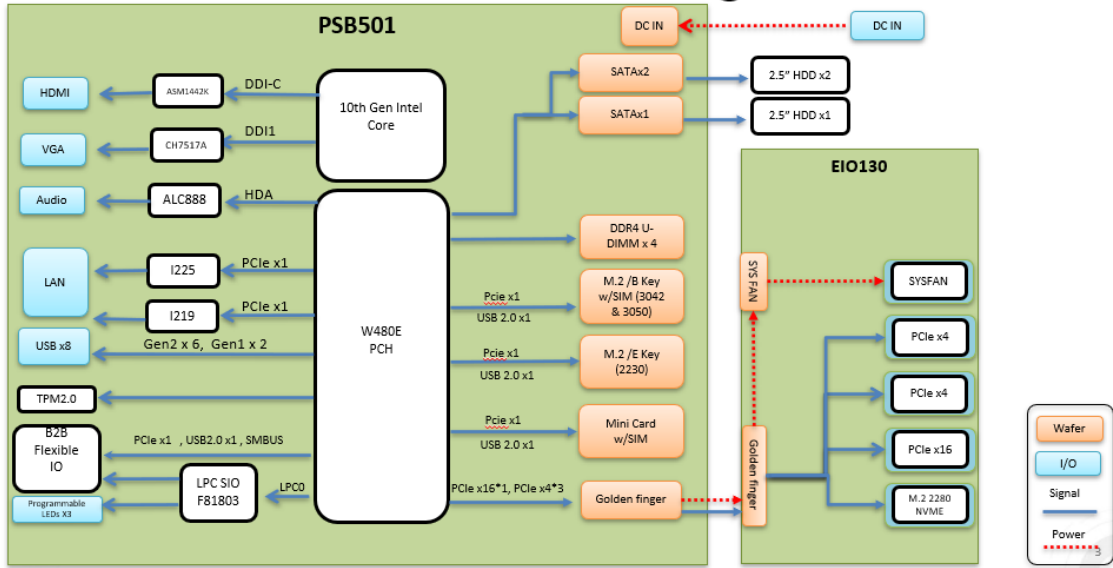 PSB501
DC IN
DC IN
HDMI
ASM1442K
DDI-C
10th Gen Intel
Core
SATAx2
2.5" HDD x2
VGA
CH7517A
DDI1
SATAx1
2.5" HDD x1
Audio
ALC888
HDA
W480E
PCH
DDR4 U-
DIMM x 4
LAN
I225
PCIe x1
I219
PCIe x1
Pcie x1
USB 2.0 x1
M.2 /B Key
w/SIM (3042
& 3050)
USB x8
Gen2 x 6, Gen1 x 2
Pcie x1
USB 2.0 x1
M.2 /E Key
(2230)
TPM2.0
B2B
Flexible
IO
PCIe x1 , USB2.0 x1 , SMBUS
Pcie x1
USB 2.0 x1
Mini Card
w/SIM
LPC SIO
F81803
LPC0
Programmable
LEDs X3
PCIe x16*1, PCIe x4*3
Golden finger
EIO130
SYS FAN
SYSFAN
PCIe x4
PCIe x4
Golden finger
PCIe x16
M.2 2280
NVME
Wafer
I/O
Signal
Power
3